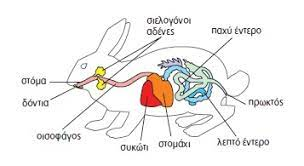 σιελογόνοι
αδένες
παχύ έντερο
στόμα
δόντια
πρωκτός
οισοφάγος
συκώτι
στομάχι
λεπτό έντερο